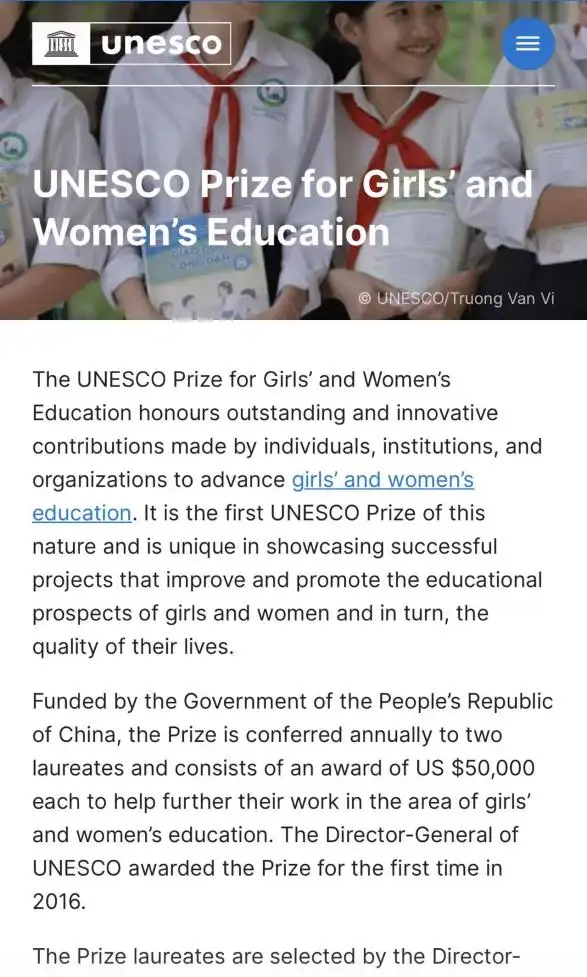 unesco
UNESCO Prize for Girls’ and
Women’s Education
© UNESCO/Truong Van Vi
The UNESCO Prize for Girls’ and Women’s
Education honours outstanding and innovative
contributions made by individuals, institutions, and
organizations to advance girls’ and women’s
education. It is the first UNESCO Prize of this
nature and is unique in showcasing successful
projects that improve and promote the educational
prospects of girls and women and in turn, the
quality of their lives.
Funded by the Government of the People’s Republic
of China, the Prize is conferred annually to two
laureates and consists of an award of US $50,000
each to help further their work in the area of girls’
and women’s education. The Director-General of
UNESCO awarded the Prize for the first time in
2016.
The Prize laureates are selected by the Director-